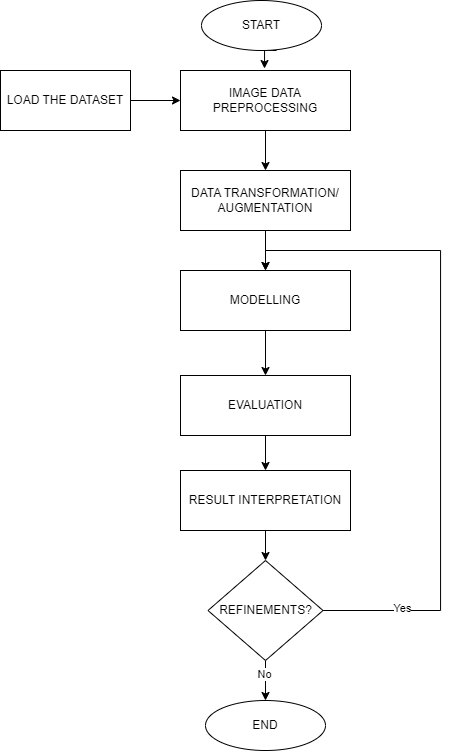 START
LOAD THE DATASET
IMAGE DATA
PREPROCESSING
DATA TRANSFORMATION/
AUGMENTATION
MODELLING
EVALUATION
RESULT INTERPRETATION
REFINEMENTS?
Yes
No
END